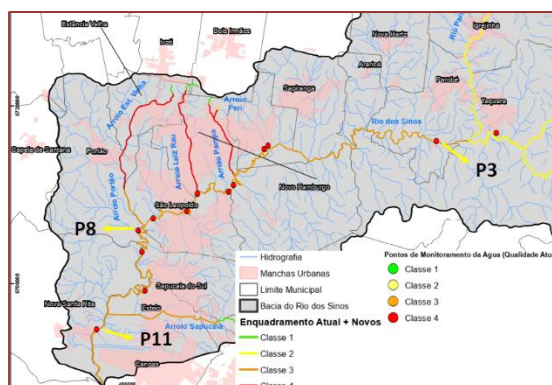 Estância Velha
Ivoti
Dois Irmãos
Nova Hartz
Igrejinha
Araricá
Parobé
Sapiranga
Taquara
Arroio Est. Velha
Arroio Peri
Rio dos Sinos
Capela de Santana
Portão
Arroio Luiz Rau
Arroio Pampa
Arroio Portão
Novo Hamburgo
São Leopoldo
P3
P8
Sapucaia do Sul
Nova Santa Rita
Esteio
Arroio Sapucaia
P11
Canoas
Hidrografia
Manchas Urbanas
Limite Municipal
Bacia do Rio dos Sinos
Enquadramento Atual + Novos
Classe 1
Classe 2
Classe 3
Classe 4
Pontos de Monitoramento da Agua (Qualidade Atu
Classe 1
Classe 2
Classe 3
Classe 4